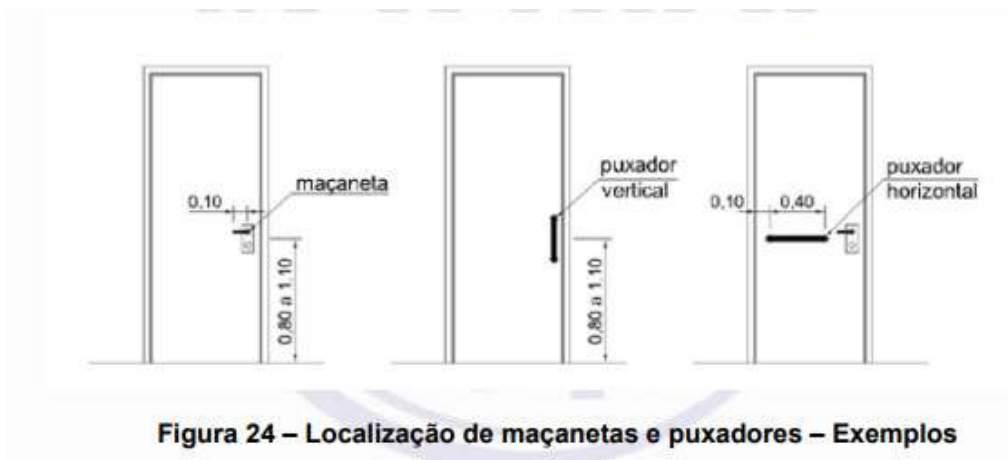 maçaneta
0,10
0,80 a 1,10
puxador
vertical
0,80 a 1,10
puxador
horizontal
0,10
0,40
Figura 24 – Localização de maçanetas e puxadores – Exemplos